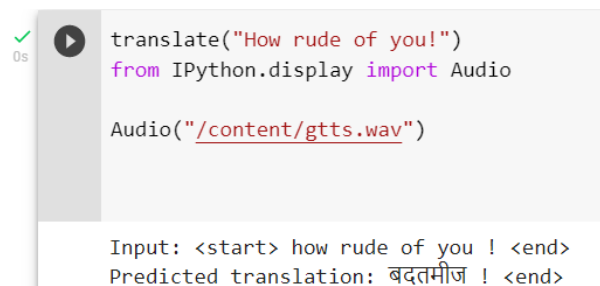 0s
translate("How rude of you!")
from IPython.display import Audio
Audio("/content/gtts.wav")
Input: <start> how rude of you ! <end>
Predicted translation: बदतमीज ! <end>